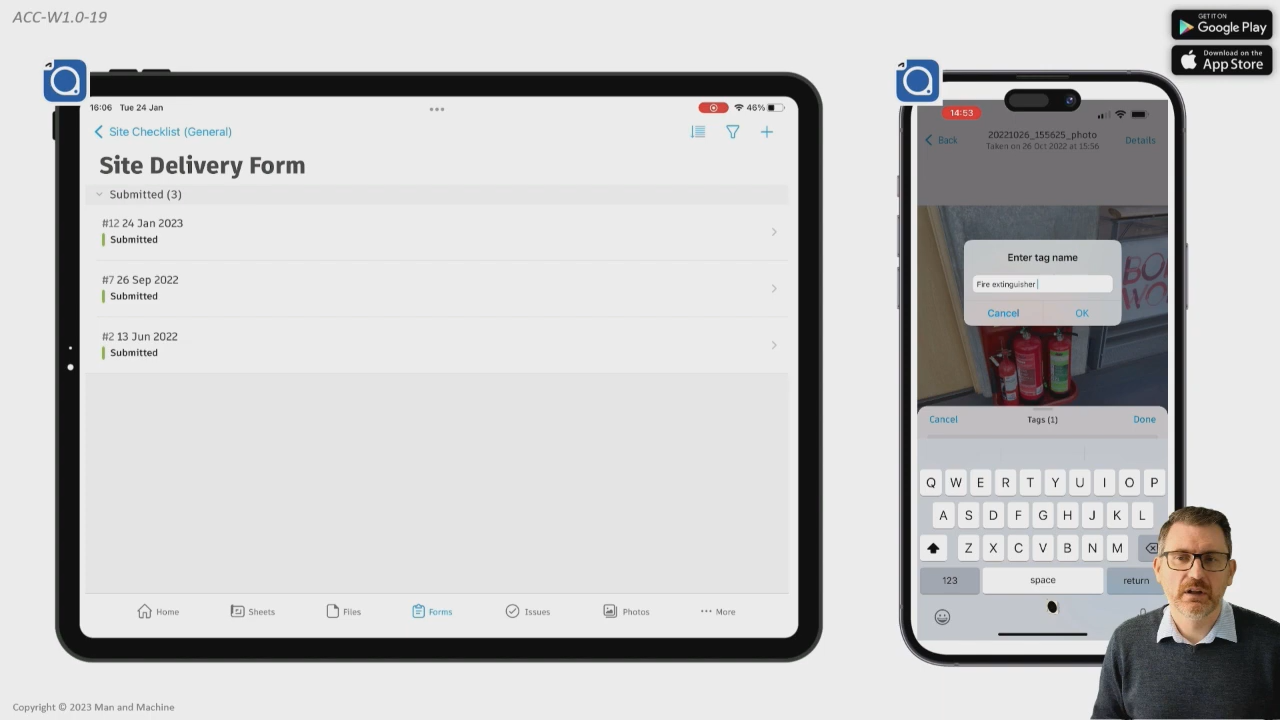 ACC-W1.0-19
GET IT ON
Google Play
Download on the
App Store
16:06 Tue 24 Jan
46%
Site Checklist (General)
Site Delivery Form
Submitted (3)
#12 24 Jan 2023
Submitted
#7 26 Sep 2022
Submitted
#2 13 Jun 2022
Submitted
Home
Sheets
Files
Forms
Issues
Photos
More
14:53
Back
20221026_155625_photo
Taken on 26 Oct 2022 at 15:56
Details
Enter tag name
Fire extinguisher
Cancel
OK
Cancel
Tags (1)
Done
Q W E R T Y U I O P
A S D F G H J K L
Z X C V B N M
123
space
return
Copyright © 2023 Man and Machine